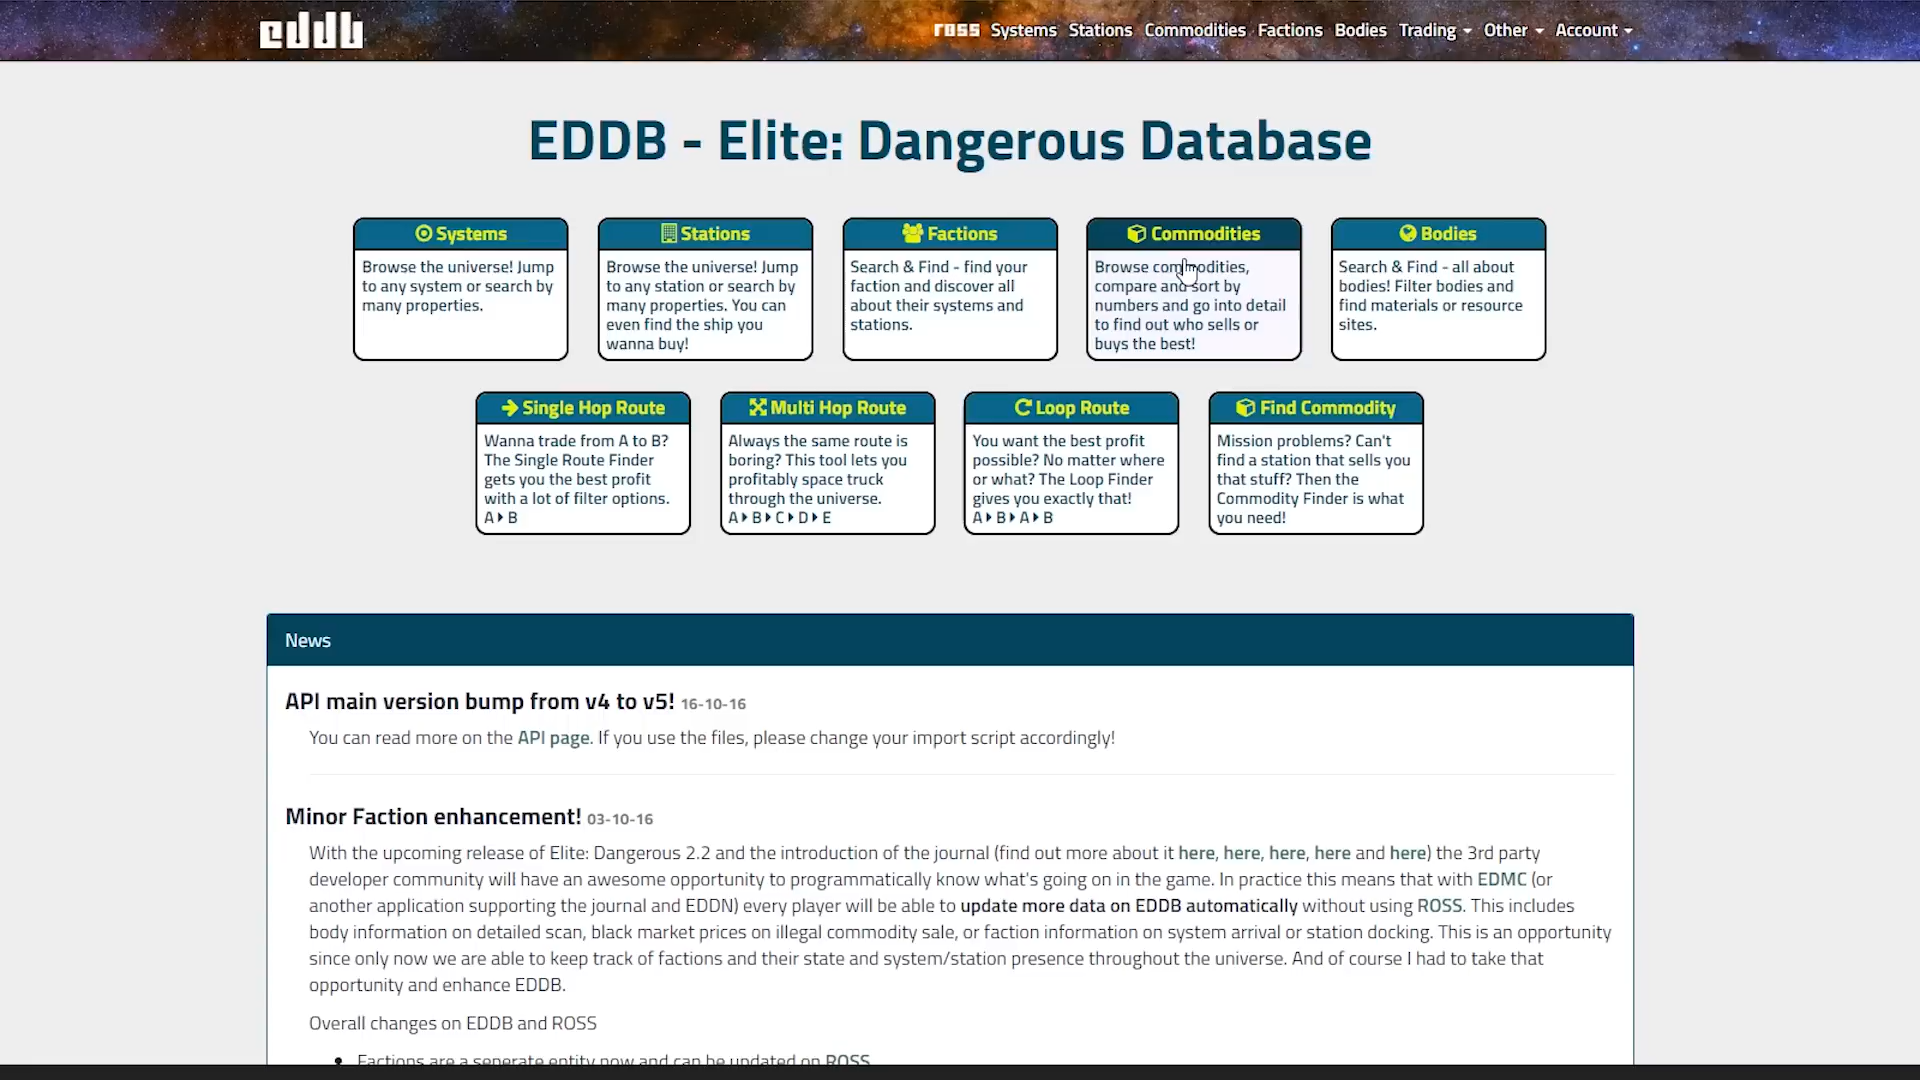 eddb
ross Systems Stations Commodities Factions Bodies Trading Other Account
EDDB - Elite: Dangerous Database
Systems
Browse the universe! Jump
to any system or search by
many properties.
Stations
Browse the universe! Jump
to any station or search by
many properties. You can
even find the ship you
wanna buy!
Factions
Search & Find - find your
faction and discover all
about their systems and
stations.
Commodities
Browse commodities,
compare and sort by
numbers and go into detail
to find out who sells or
buys the best!
Bodies
Search & Find - all about
bodies! Filter bodies and
find materials or resource
sites.
Single Hop Route
Wanna trade from A to B?
The Single Route Finder
gets you the best profit
with a lot of filter options.
A ▸ B
Multi Hop Route
Always the same route is
boring? This tool lets you
profitably space truck
through the universe.
A ▸ B ▸ C ▸ D ▸ E
Loop Route
You want the best profit
possible? No matter where
or what? The Loop Finder
gives you exactly that!
A ▸ B ▸ A ▸ B
Find Commodity
Mission problems? Can't
find a station that sells you
that stuff? Then the
Commodity Finder is what
you need!
News
API main version bump from v4 to v5! 16-10-16
You can read more on the API page. If you use the files, please change your import script accordingly!
Minor Faction enhancement! 03-10-16
With the upcoming release of Elite: Dangerous 2.2 and the introduction of the journal (find out more about it here, here, here, here and here) the 3rd party
developer community will have an awesome opportunity to programmatically know what's going on in the game. In practice this means that with EDMC (or
another application supporting the journal and EDDN) every player will be able to update more data on EDDB automatically without using ROSS. This includes
body information on detailed scan, black market prices on illegal commodity sale, or faction information on system arrival or station docking. This is an opportunity
since only now we are able to keep track of factions and their state and system/station presence throughout the universe. And of course I had to take that
opportunity and enhance EDDB.
Overall changes on EDDB and ROSS
• Factions are a seperate entity now and can be updated on ROSS